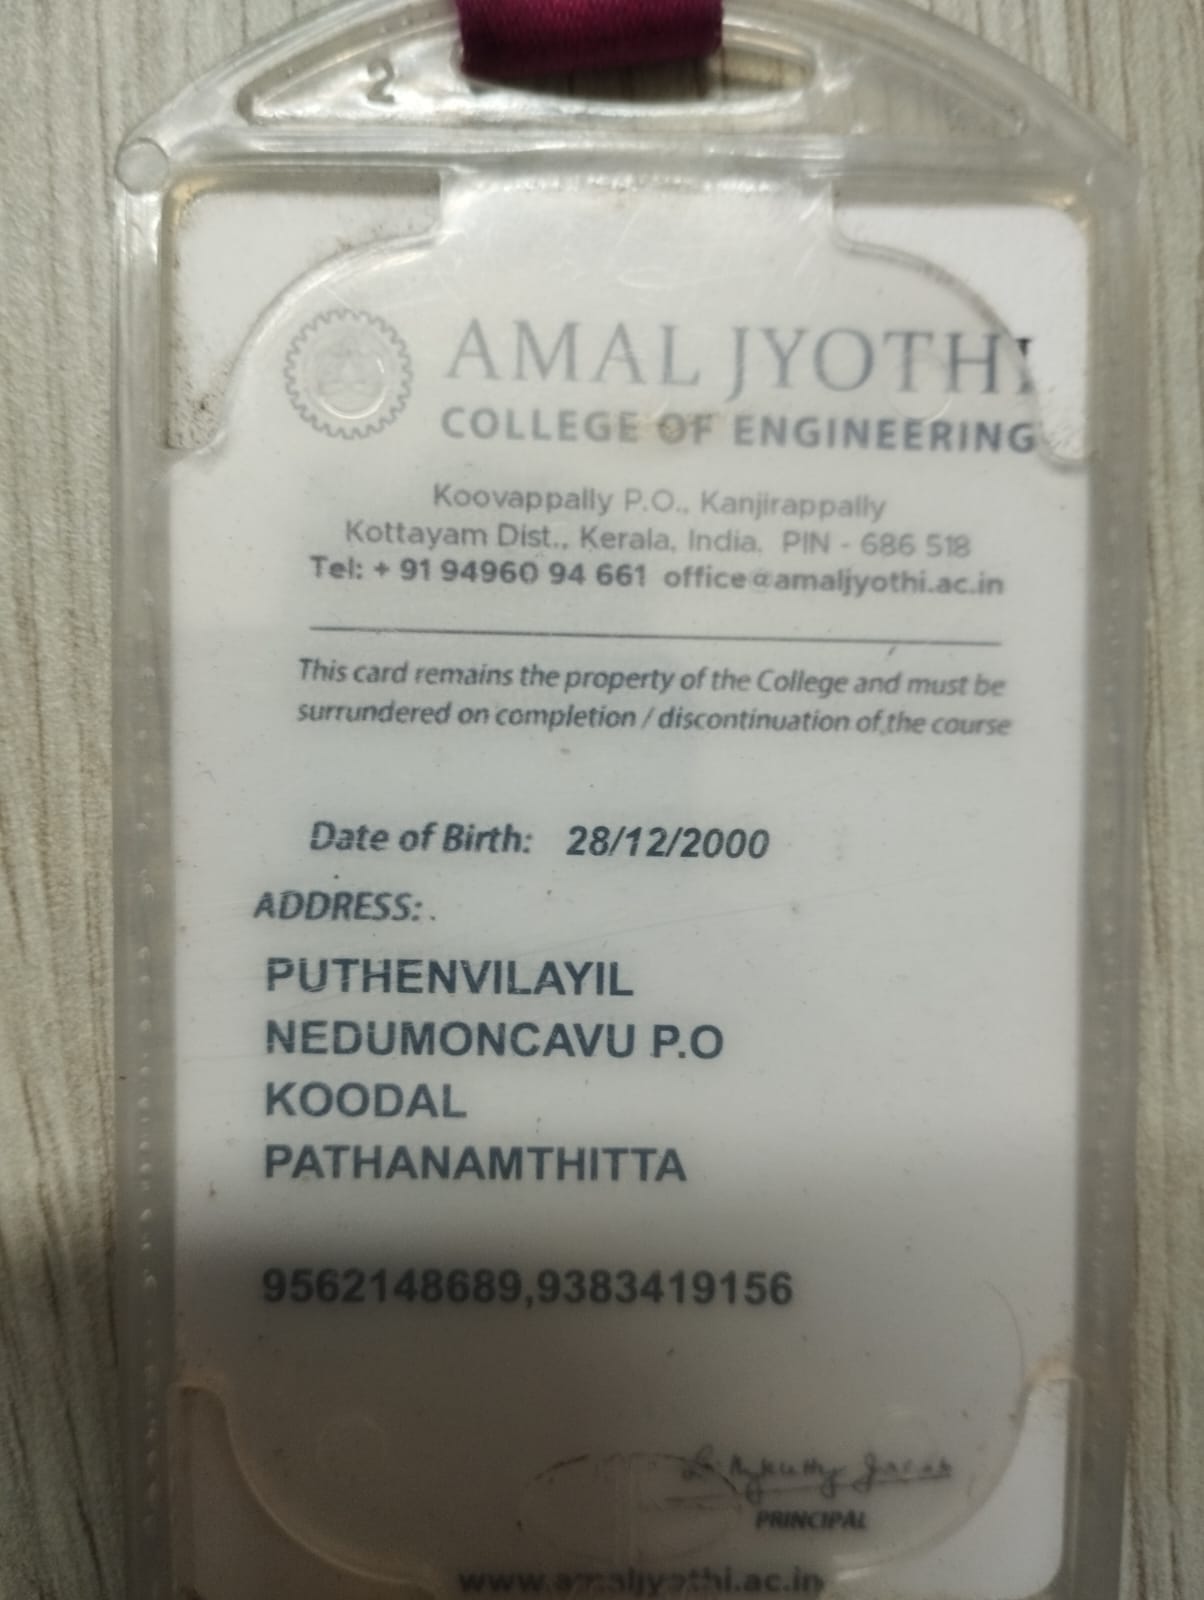 2
AMAL JYOTHI
COLLEGE OF ENGINEERING
Koovappally P.O., Kanjirappally
Kottayam Dist., Kerala, India. PIN - 686 518
Tel: + 91 94960 94 661 office@amaljyothi.ac.in
This card remains the property of the College and must be
surrundered on completion / discontinuation of the course
Date of Birth: 28/12/2000
ADDRESS: .
PUTHENVILAYIL
NEDUMONCAVU P.O
KOODAL
PATHANAMTHITTA
9562148689,9383419156
PRINCIPAL
www.amaljyothi.ac.in